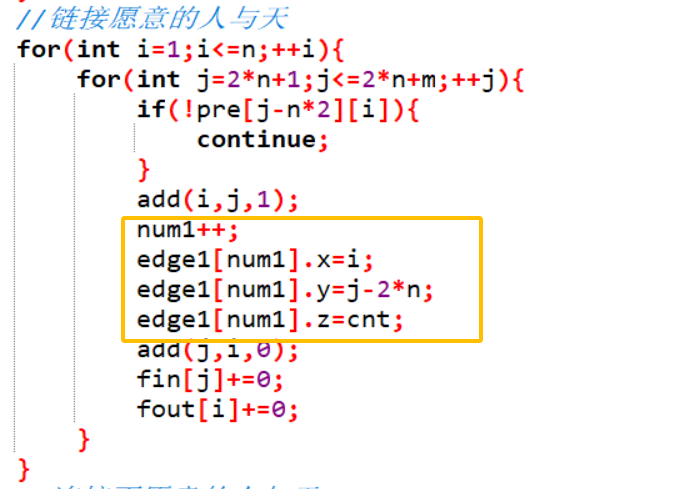 //链接愿意的人与天
for(int i=1;i<=n;++i){
    for(int j=2*n+1;j<=2*n+m;++j){
        if(!pre[j-n*2][i]){
            continue;
        }
        add(i,j,1);
        num1++;
        edge1[num1].x=i;
        edge1[num1].y=j-2*n;
        edge1[num1].z=cnt;
        add(j,i,0);
        fin[j]+=0;
        fout[i]+=0;
    }
}